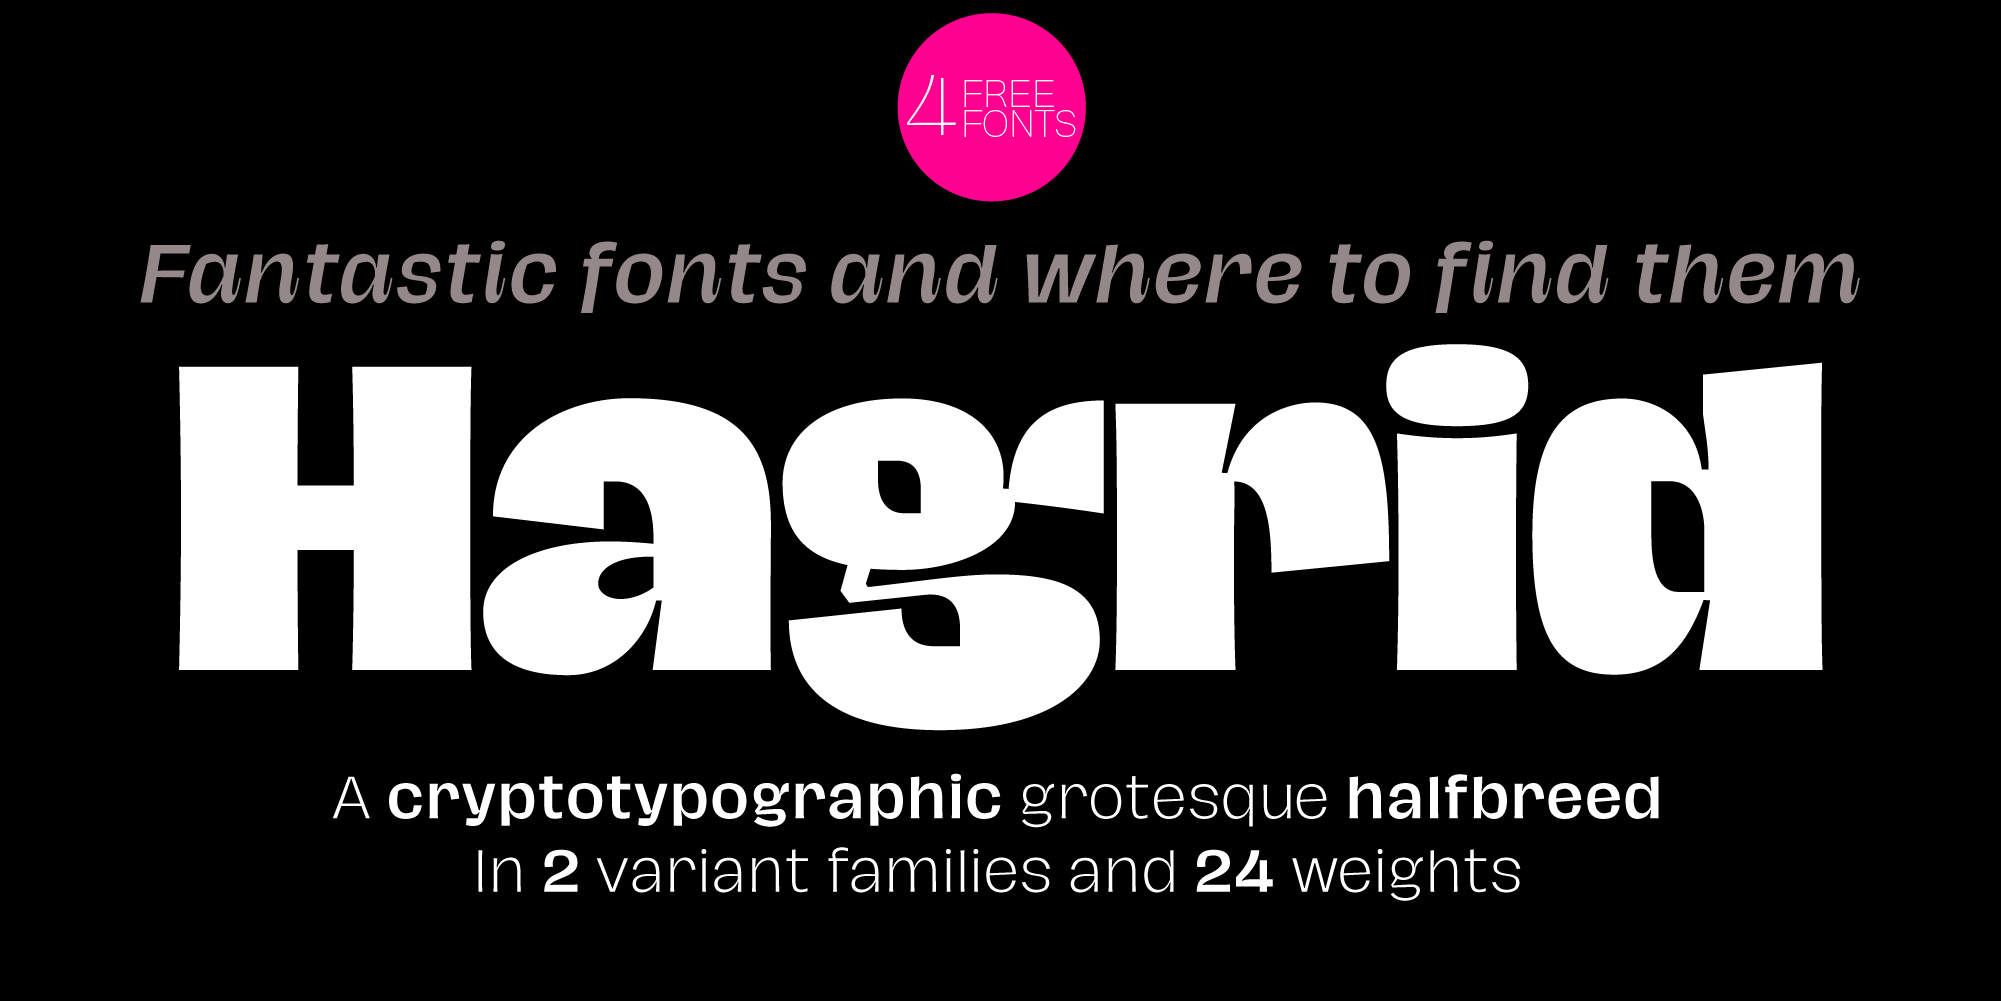 4 FREE
FONTS
Fantastic fonts and where to find them
Hagrid
A cryptotypographic grotesque halfbreed
In 2 variant families and 24 weights